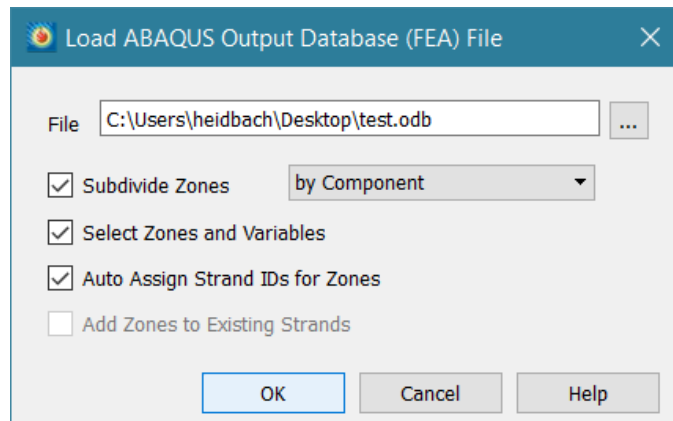 Load ABAQUS Output Database (FEA) File
File C:\Users\heidbach\Desktop\test.odb ...
Subdivide Zones by Component
Select Zones and Variables
Auto Assign Strand IDs for Zones
Add Zones to Existing Strands
OK Cancel Help